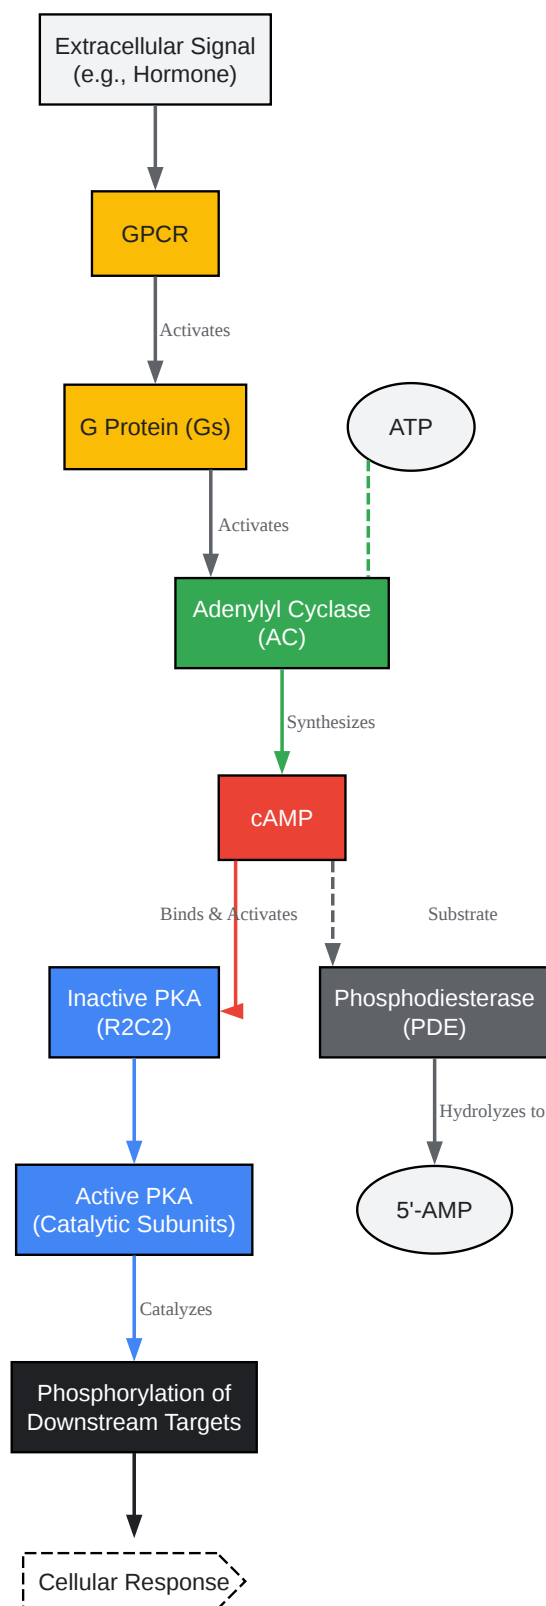 Extracellular Signal
(e.g., Hormone)
GPCR
Activates
G Protein (Gs)
ATP
Activates
Adenylyl Cyclase
(AC)
Synthesizes
cAMP
Binds & Activates
Substrate
Inactive PKA
(R2C2)
Phosphodiesterase
(PDE)
Hydrolyzes to
Active PKA
(Catalytic Subunits)
5'-AMP
Catalyzes
Phosphorylation of
Downstream Targets
Cellular Response